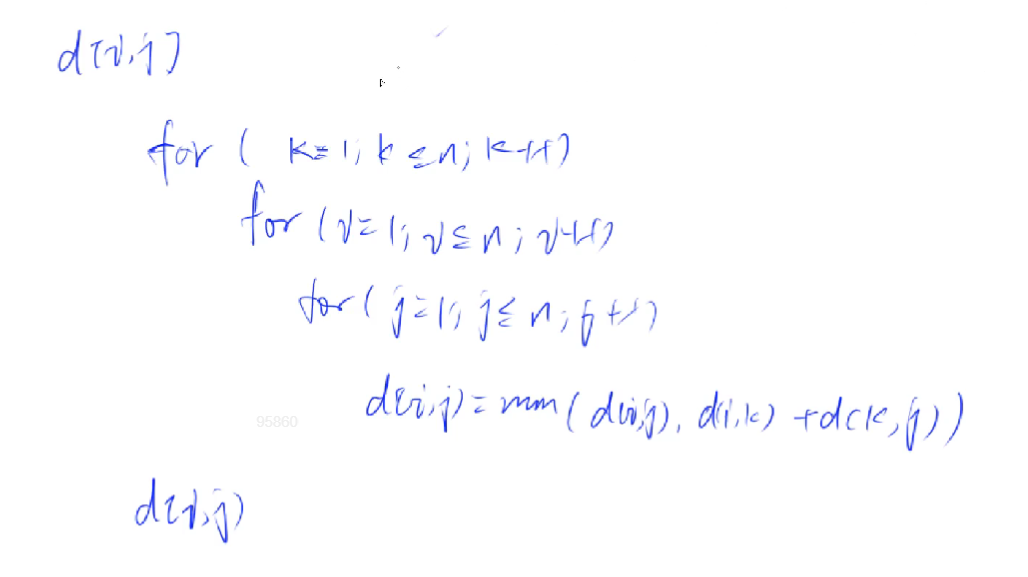 d[i,j]
for ( k=1; k≤n; k++)
for (i=1; i≤n; i++)
for( j=1; j≤n; j++)
d(i,j)=min(d(i,j), d(i,k)+d(k,j))
95860
d[i,j)